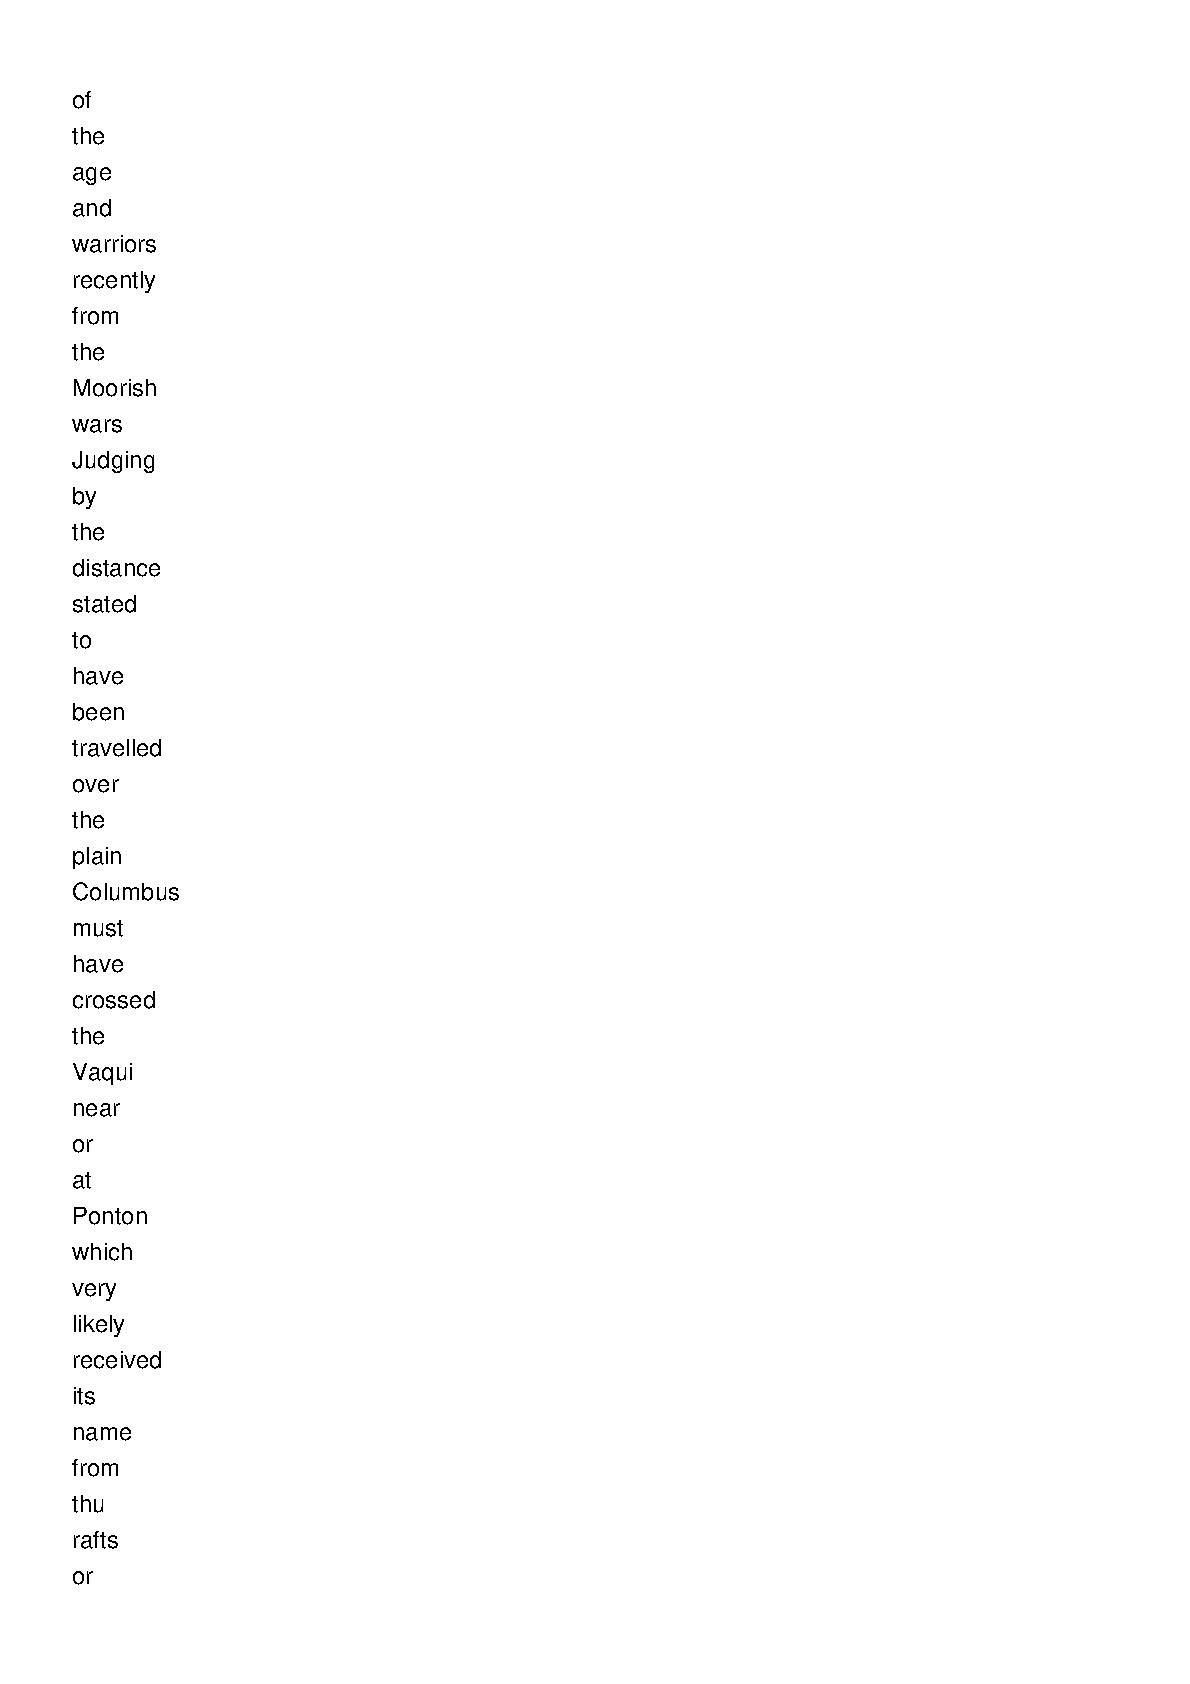 of
the
age
and
warriors
recently
from
the
Moorish
wars
Judging
by
the
distance
stated
to
have
been
travelled
over
the
plain
Columbus
must
have
crossed
the
Vaqui
near
or
at
Ponton
which
very
likely
received
its
name
from
thu
rafts
or